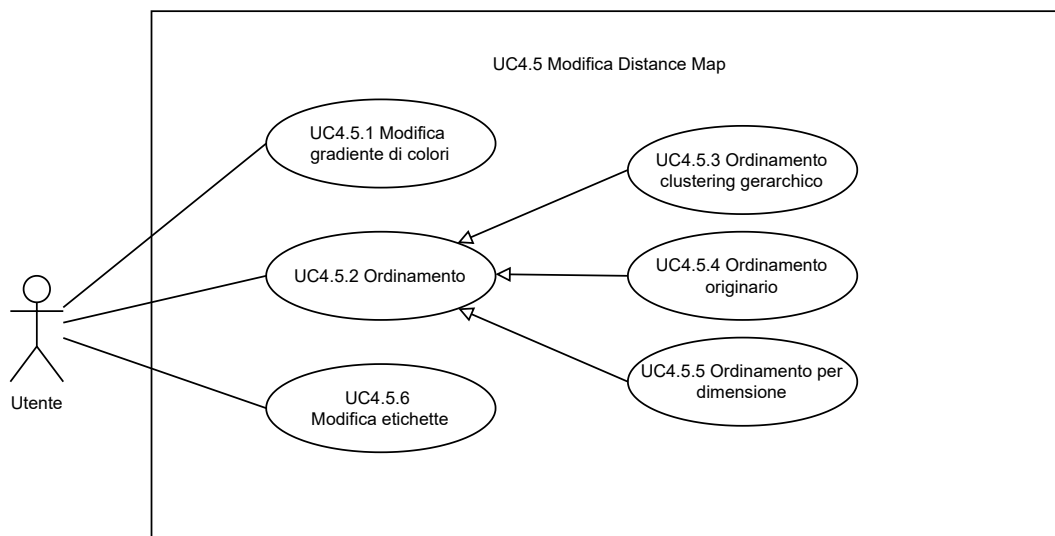 UC4.5 Modifica Distance Map
UC4.5.1 Modifica
gradiente di colori
UC4.5.3 Ordinamento
clustering gerarchico
UC4.5.2 Ordinamento
UC4.5.4 Ordinamento
originario
UC4.5.5 Ordinamento per
dimensione
UC4.5.6
Modifica etichette
Utente